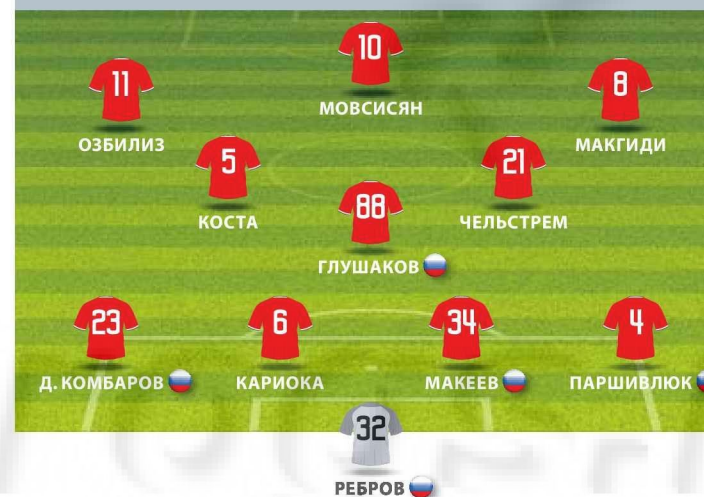 10
МОВСИСЯН
11
ОЗБИЛИЗ
8
МАКГИДИ
5
КОСТА
21
ЧЕЛЬСТРЕМ
88
ГЛУШАКОВ
23
Д. КОМБАРОВ
6
КАРИОКА
34
МАКЕЕВ
4
ПАРШИВЛЮК
32
РЕБРОВ